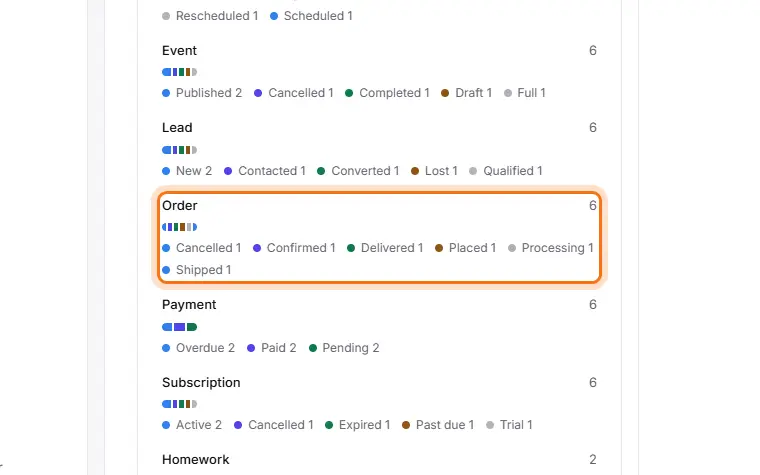 Rescheduled 1 Scheduled 1
Event 6
Published 2 Cancelled 1 Completed 1 Draft 1 Full 1
Lead 6
New 2 Contacted 1 Converted 1 Lost 1 Qualified 1
Order 6
Cancelled 1 Confirmed 1 Delivered 1 Placed 1 Processing 1
Shipped 1
Payment 6
Overdue 2 Paid 2 Pending 2
Subscription 6
Active 2 Cancelled 1 Expired 1 Past due 1 Trial 1
Homework 2